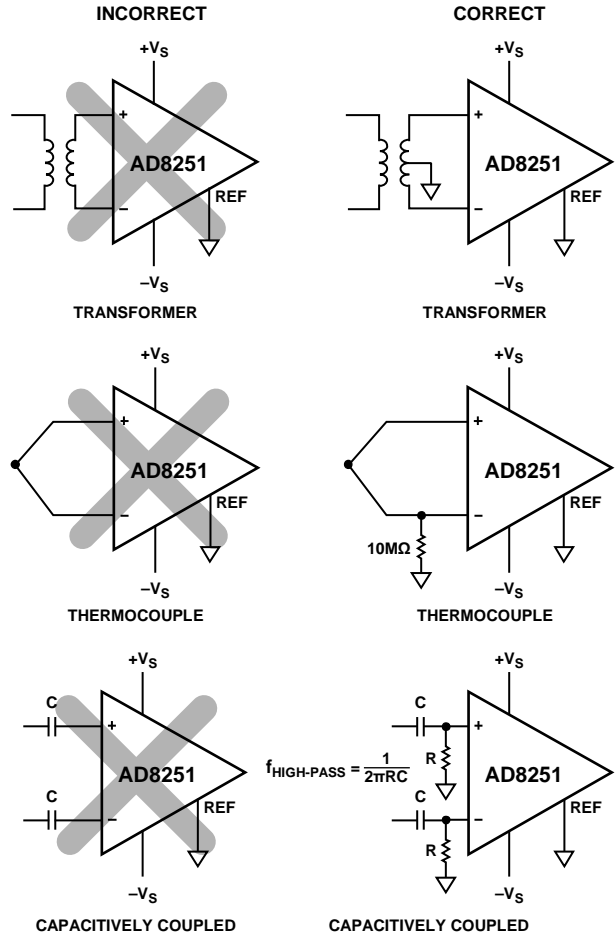 INCORRECT
CORRECT
+VS
+
AD8251
REF
−
−VS
TRANSFORMER
+VS
+
AD8251
REF
−
−VS
TRANSFORMER
+VS
+
AD8251
REF
−
−VS
THERMOCOUPLE
+VS
+
AD8251
REF
−
10MΩ
−VS
THERMOCOUPLE
+VS
C
+
AD8251
C
REF
−
−VS
CAPACITIVELY COUPLED
+VS
C
+
R
fHIGH-PASS = 1/2πRC
AD8251
C
REF
−
R
−VS
CAPACITIVELY COUPLED